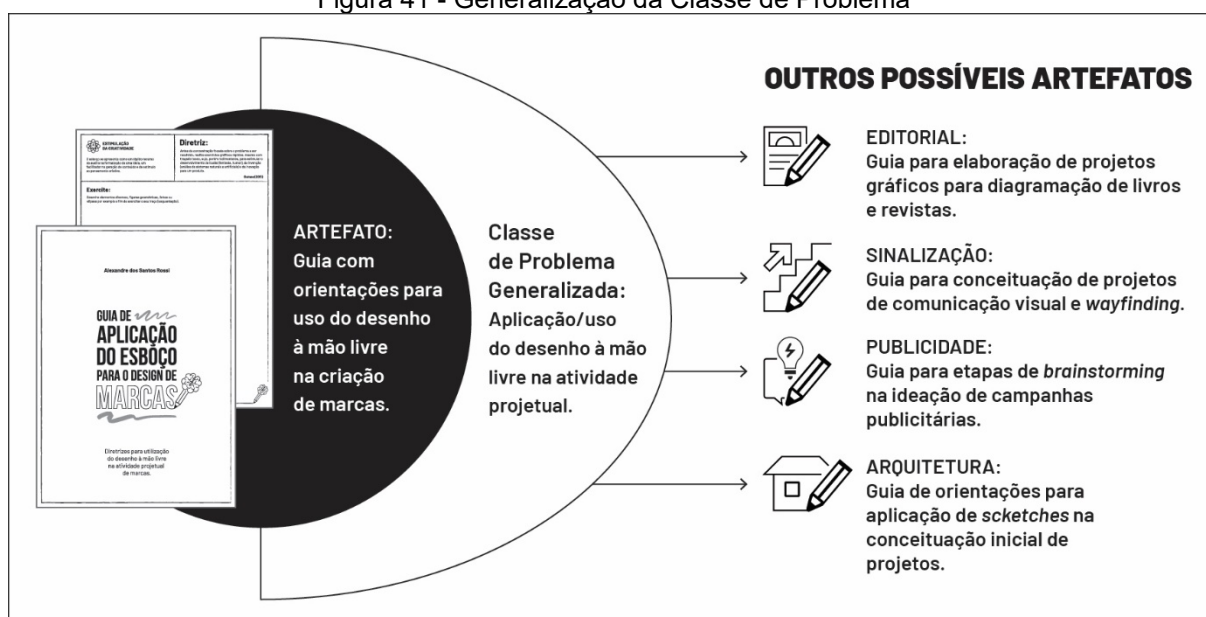 Figura 41 - Generalização da Classe de Problema
ESTIMULAÇÃO
DA CRIATIVIDADE
Diretriz:
Exercite:
Alexandre dos Santos Rossi
GUIA DE
APLICAÇÃO
DO ESBÔÇO
PARA O DESIGN DE
MARCAS
Diretrizes para utilização
do desenho à mão livre
na atividade projetual
de marcas.
ARTEFATO:
Guia com
orientações para
uso do desenho
à mão livre
na criação
de marcas.
Classe
de Problema
Generalizada:
Aplicação/uso
do desenho à mão
livre na atividade
projetual.
OUTROS POSSÍVEIS ARTEFATOS
EDITORIAL:
Guia para elaboração de projetos
gráficos para diagramação de livros
e revistas.
SINALIZAÇÃO:
Guia para conceituação de projetos
de comunicação visual e wayfinding.
PUBLICIDADE:
Guia para etapas de brainstorming
na ideação de campanhas
publicitárias.
ARQUITETURA:
Guia de orientações para
aplicação de scketches na
conceituação inicial de
projetos.